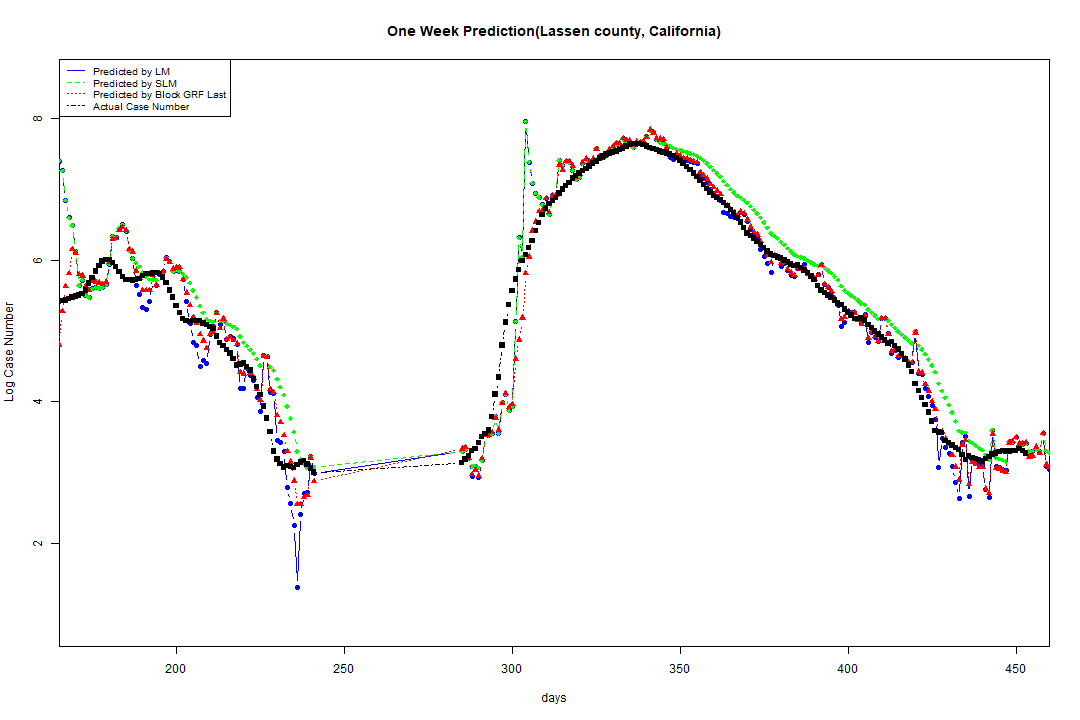 One Week Prediction(Lassen county, California)
Predicted by LM
Predicted by SLM
Predicted by Block GRF Last
Actual Case Number
Log Case Number
8
6
4
2
200 250 300 350 400 450
days